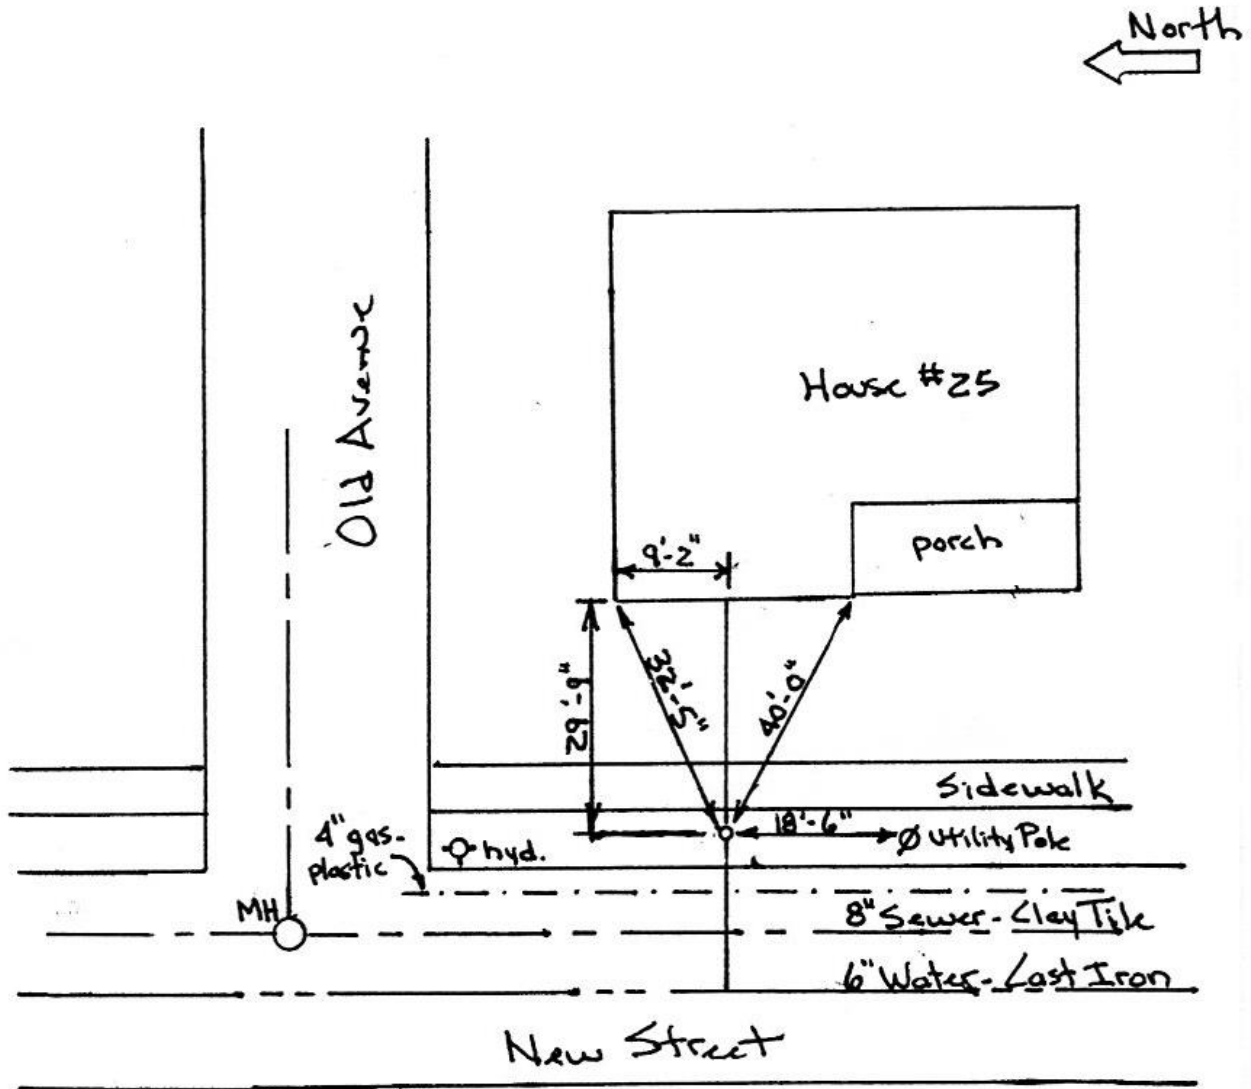 North
Old Avenue
House #25
porch
9'-2"
29'-9"
32'-5"
40'-0"
Sidewalk
18'-6"
Utility Pole
4" gas-
plastic
hyd.
MH
8" Sewer-Clay Tile
6" Water-Cast Iron
New Street